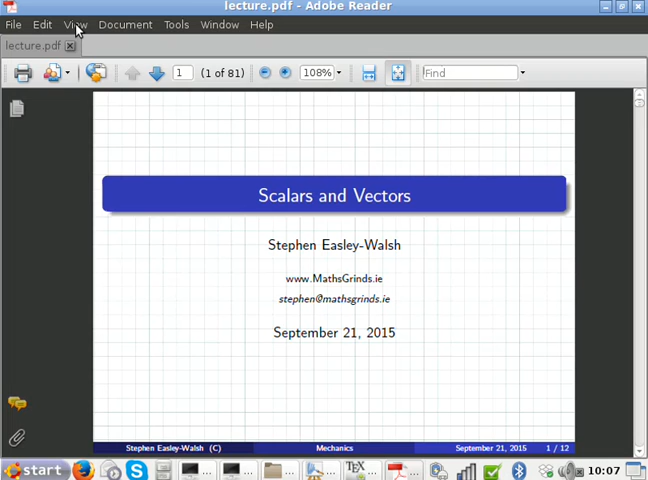 lecture.pdf - Adobe Reader
File Edit View Document Tools Window Help
lecture.pdf
1 (1 of 81) 108% Find
Scalars and Vectors
Stephen Easley-Walsh
www.MathsGrinds.ie
stephen@mathsgrinds.ie
September 21, 2015
Stephen Easley-Walsh (C) Mechanics September 21, 2015 1 / 12
start ... ... TEX ... 10:07